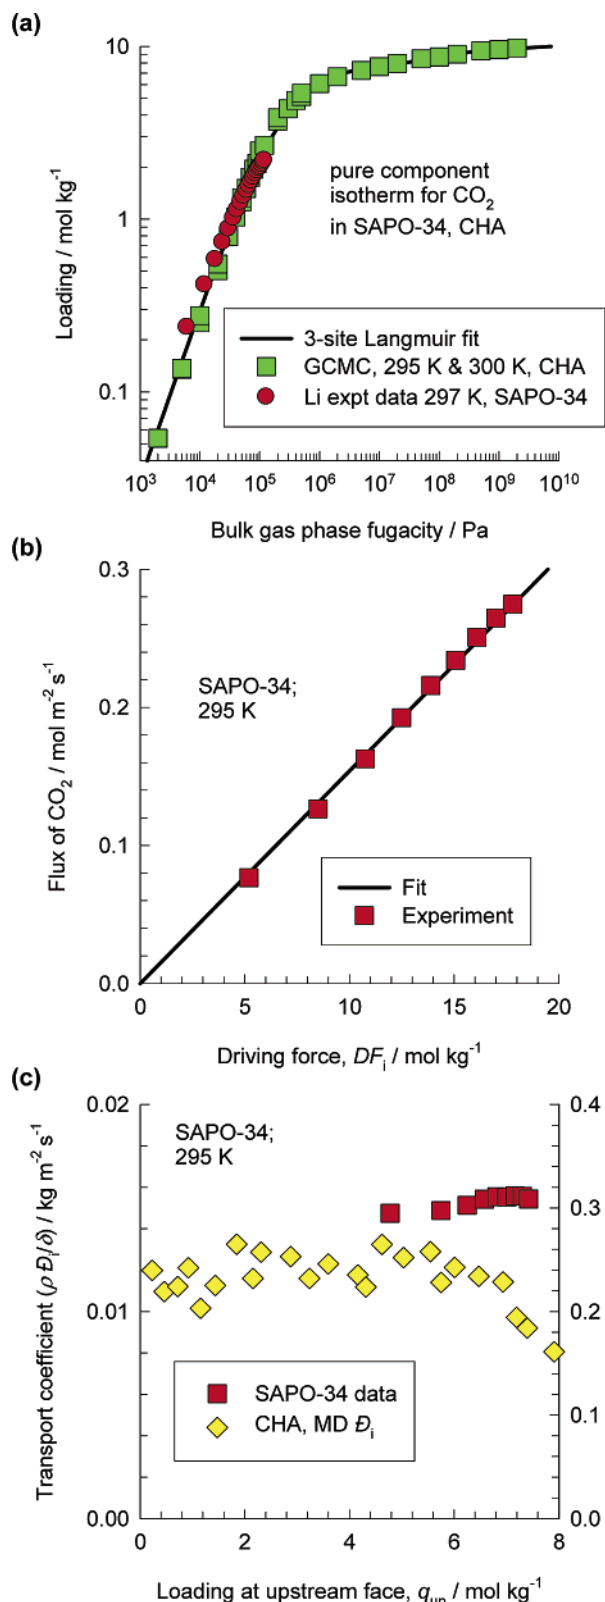 (a)
10
1
0.1
Loading / mol kg⁻¹
pure component
isotherm for CO₂
in SAPO-34, CHA
3-site Langmuir fit
GCMC, 295 K & 300 K, CHA
Li expt data 297 K, SAPO-34
10³ 10⁴ 10⁵ 10⁶ 10⁷ 10⁸ 10⁹ 10¹⁰
Bulk gas phase fugacity / Pa
(b)
0.3
0.2
0.1
0.0
Flux of CO₂ / mol m⁻² s⁻¹
SAPO-34;
295 K
Fit
Experiment
0 5 10 15 20
Driving force, DFᵢ / mol kg⁻¹
(c)
0.02 0.4
SAPO-34;
295 K
0.3
0.01
0.2
Transport coefficient (ρ Đᵢ/δ) / kg m⁻² s⁻¹
SAPO-34 data
CHA, MD Đᵢ
0.1
0.00 0.0
0 2 4 6 8
Loading at upstream face, qᵤₚ / mol kg⁻¹